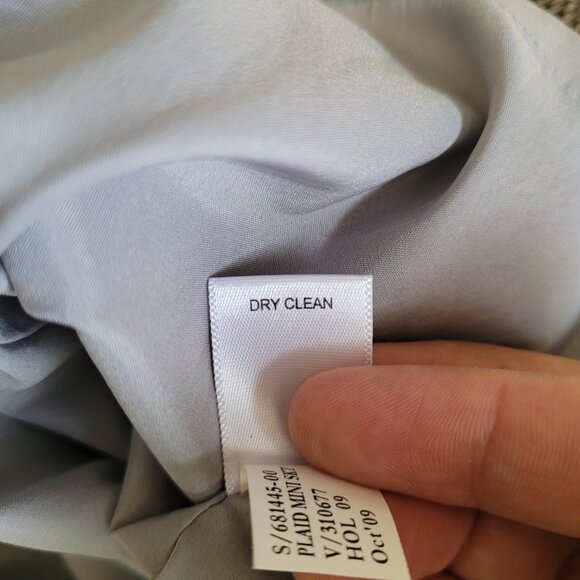 DRY CLEAN
S/681445-00
PLAID MINI SKT
V/310677
HOL 09
Oct'09